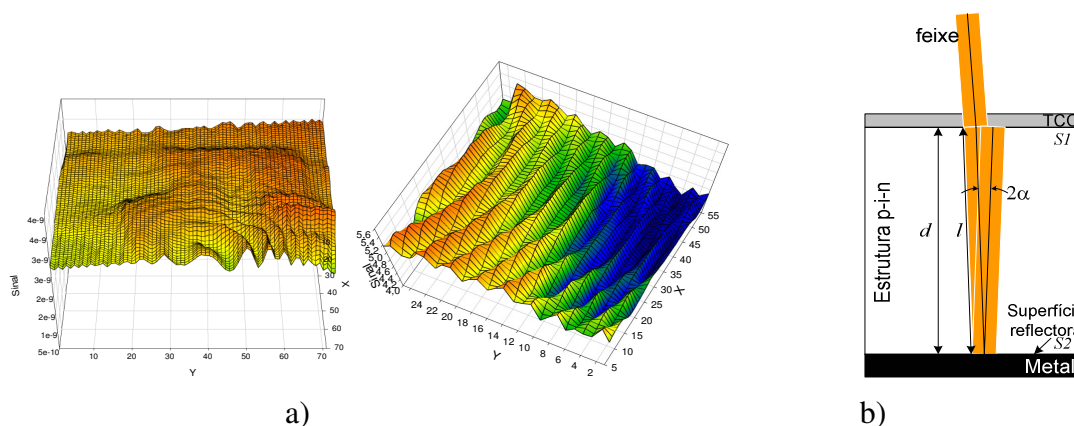 4e-9
4e-9
3e-9
3e-9
2e-9
2e-9
1e-9
5e-10
Sinal
10
20
30
40
50
60
70
Y
10
20
30
40
50
60
70
X
5,6
5,4
5,2
5,0
4,8
4,6
4,4
4,2
4,0
Sinal
24
22
20
18
16
14
12
10
8
6
4
2
Y
5
10
15
20
25
30
35
40
45
50
55
X
a)
feixe
TCO
S1
Estrutura p-i-n
d
l
2α
Superfíci
reflectora
S2
Metal
b)